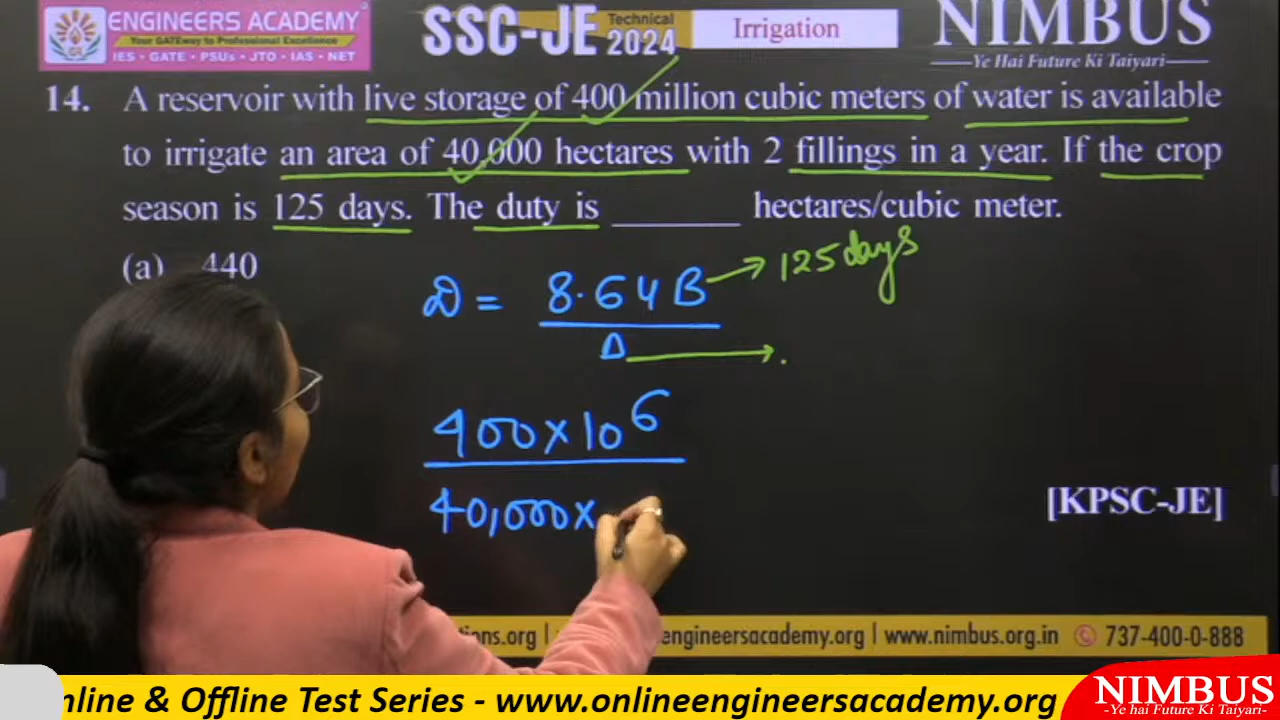 ENGINEERS ACADEMY
Your GATEway to Professional Excellence
IES • GATE • PSUs • JTO • IAS • NET
SSC-JE Technical 2024
Irrigation
NIMBUS
Ye Hai Future Ki Taiyari
14. A reservoir with live storage of 400 million cubic meters of water is available
to irrigate an area of 40,000 hectares with 2 fillings in a year. If the crop
season is 125 days. The duty is ________ hectares/cubic meter.
(a) 440
D = 8.64 B / Δ → 125 days
400 × 10^6
40,000 ×
[KPSC-JE]
tions.org | engineersacademy.org | www.nimbus.org.in 737-400-0-888
nline & Offline Test Series - www.onlineengineersacademy.org
NIMBUS
-Ye hai Future Ki Taiyari-